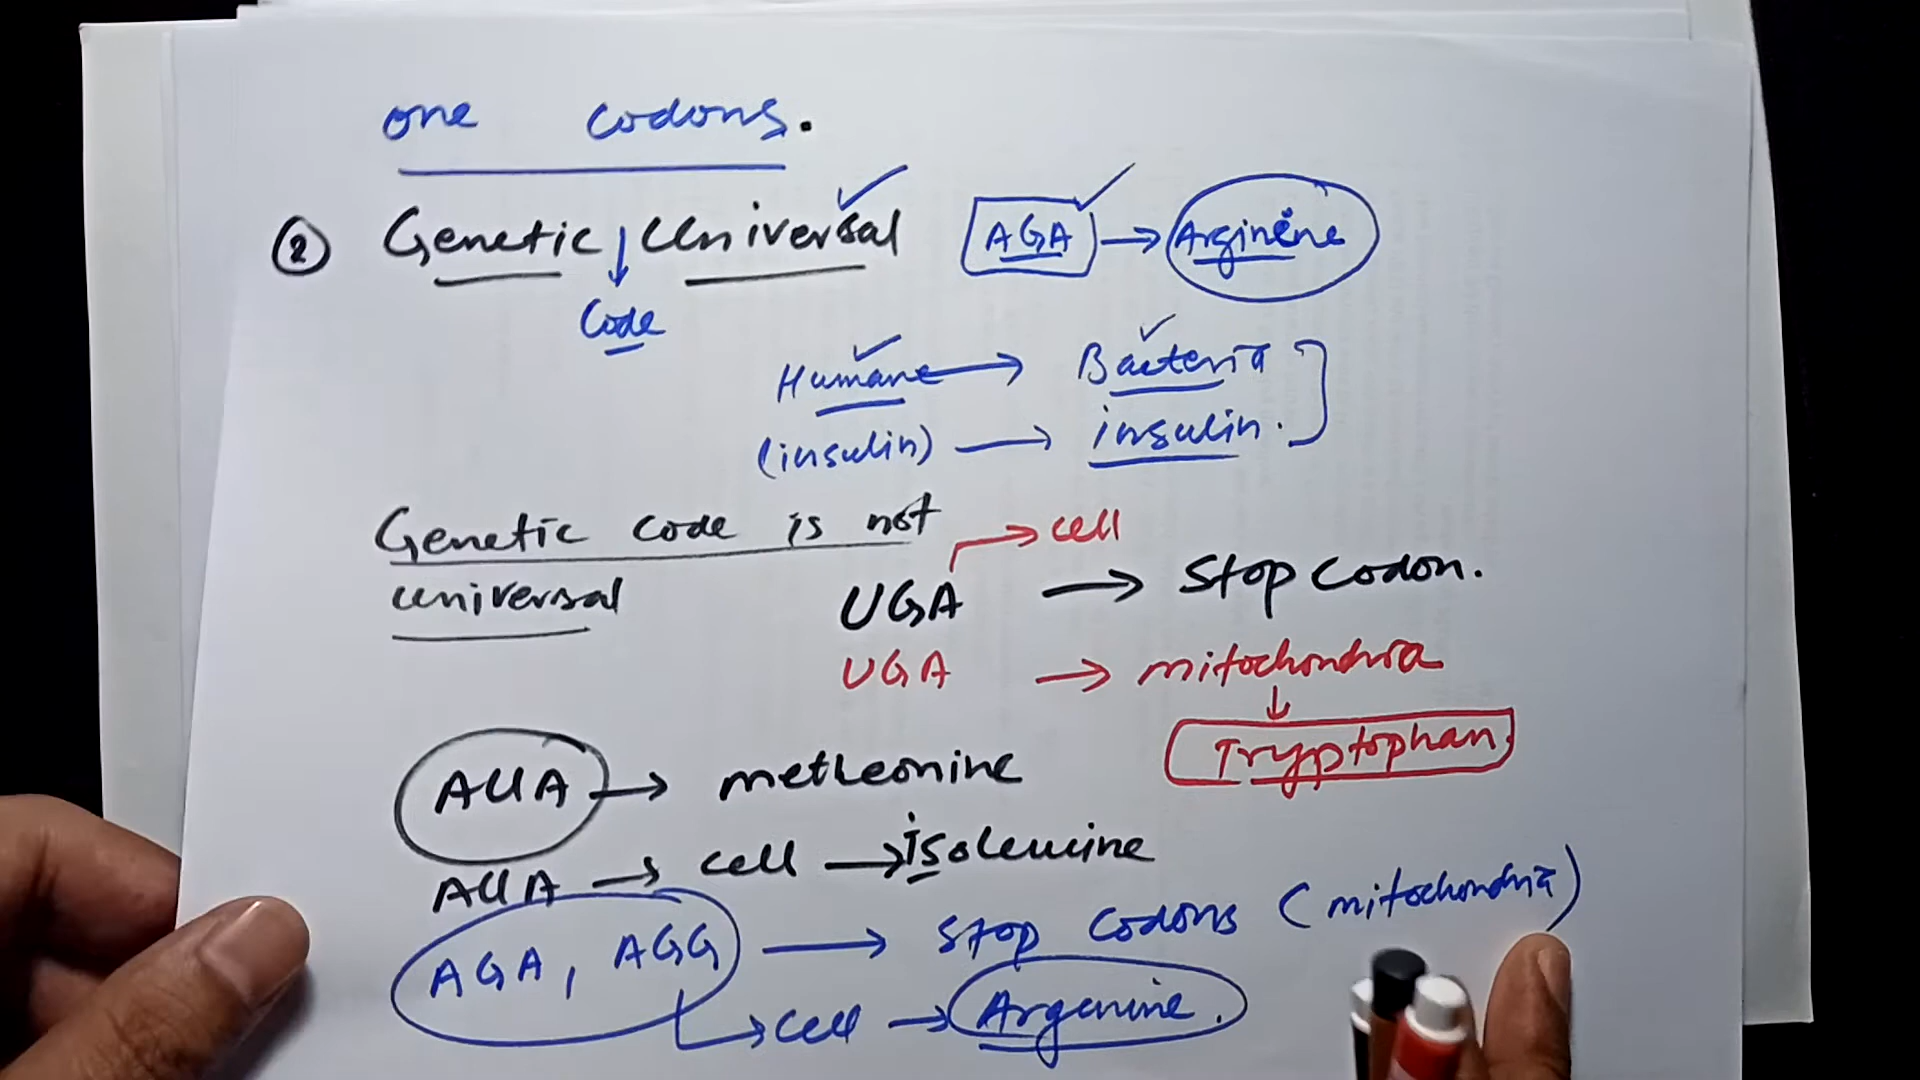 one codons.
② Genetic Universal AGA → Arginine
Code
Humane → Bacteria
(insulin) → insulin.
Genetic code is not
universal
→ cell
UGA → Stop codon.
UGA → mitochondria
↓
Tryptophan.
AUA → metheonine
AUA → cell → isoleucine
AGA, AGG → Stop codons (mitochondria)
→ cell → Argenine.